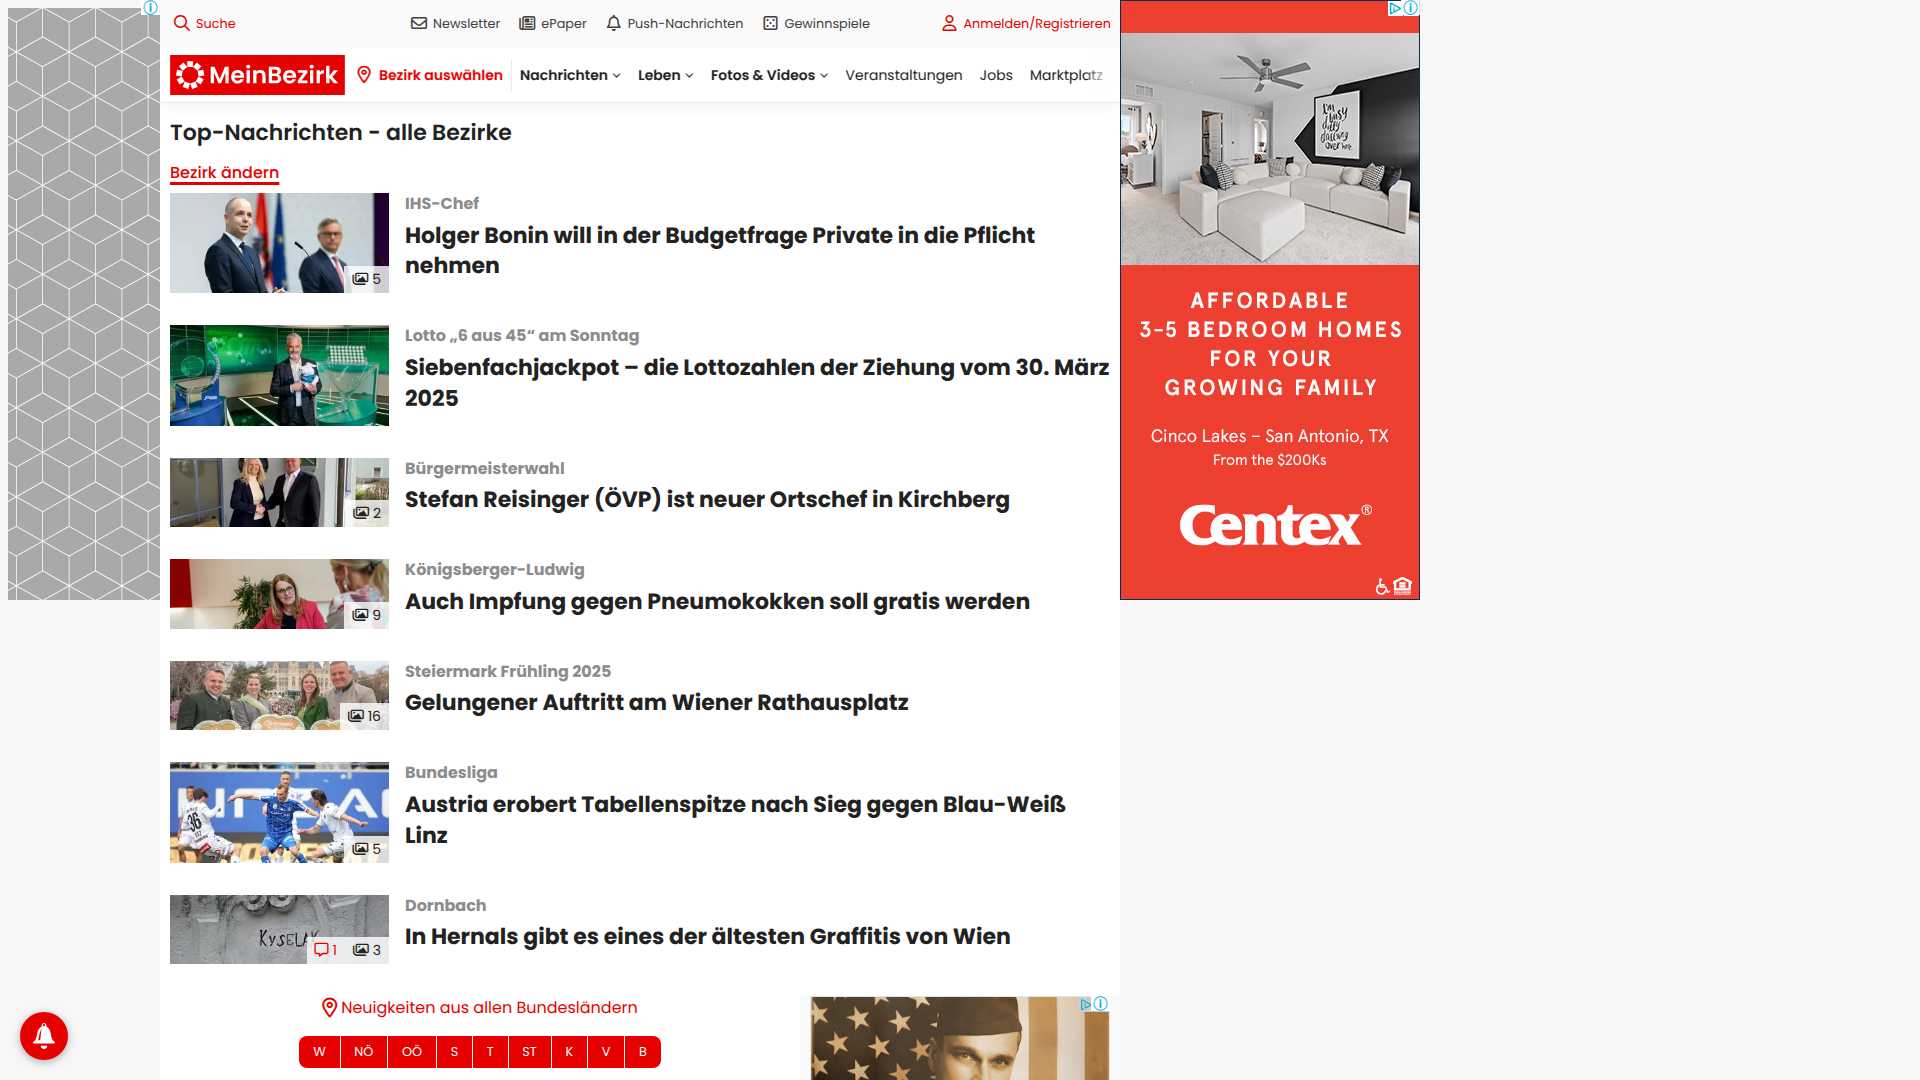 Suche
Newsletter
ePaper
Push-Nachrichten
Gewinnspiele
Anmelden/Registrieren
MeinBezirk
Bezirk auswählen
Nachrichten
Leben
Fotos & Videos
Veranstaltungen
Jobs
Marktplatz
Top-Nachrichten - alle Bezirke
Bezirk ändern
5
IHS-Chef
Holger Bonin will in der Budgetfrage Private in die Pflicht
nehmen
Lotto „6 aus 45“ am Sonntag
Siebenfachjackpot – die Lottozahlen der Ziehung vom 30. März
2025
2
Bürgermeisterwahl
Stefan Reisinger (ÖVP) ist neuer Ortschef in Kirchberg
9
Königsberger-Ludwig
Auch Impfung gegen Pneumokokken soll gratis werden
16
Steiermark Frühling 2025
Gelungener Auftritt am Wiener Rathausplatz
36
5
Bundesliga
Austria erobert Tabellenspitze nach Sieg gegen Blau-Weiß
Linz
KYSELAK
1
3
Dornbach
In Hernals gibt es eines der ältesten Graffitis von Wien
Neuigkeiten aus allen Bundesländern
W
NÖ
OÖ
S
T
ST
K
V
B
AFFORDABLE
3-5 BEDROOM HOMES
FOR YOUR
GROWING FAMILY
Cinco Lakes – San Antonio, TX
From the $200Ks
Centex®